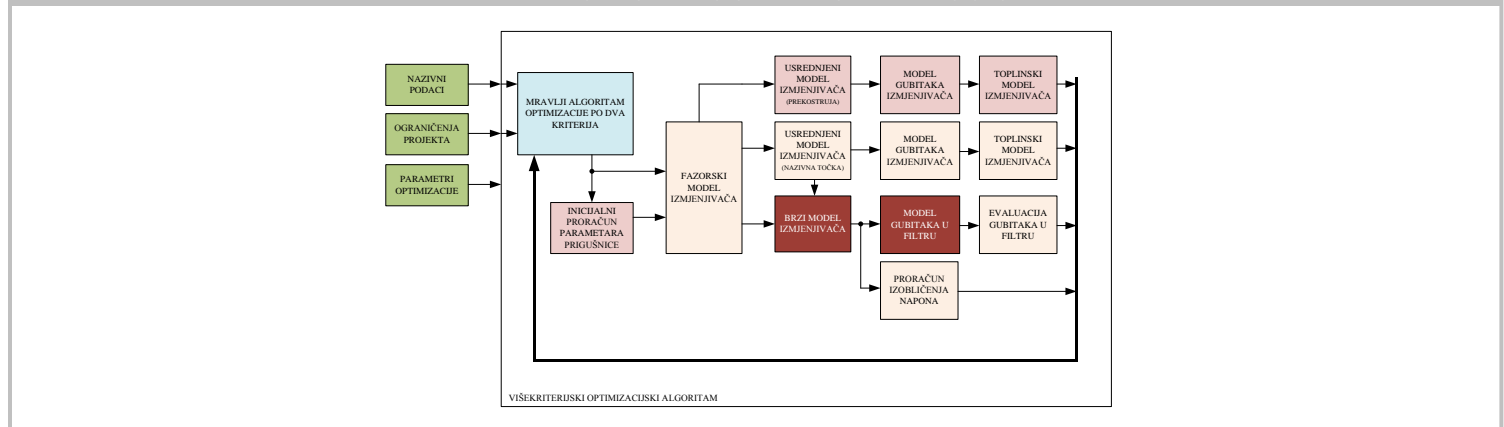 NAZIVNI
PODACI
OGRANIČENJA
PROJEKTA
PARAMETRI
OPTIMIZACIJE
MRAVLJI ALGORITAM
OPTIMIZACIJE PO DVA
KRITERIJA
INICIJALNI
PRORAČUN
PARAMETARA
PRIGUŠNICE
FAZORSKI
MODEL
IZMJENJIVAČA
USREDNJENI
MODEL
IZMJENJIVAČA
(PREKOSTRUJA)
MODEL
GUBITAKA
IZMJENJIVAČA
TOPLINSKI
MODEL
IZMJENJIVAČA
USREDNJENI
MODEL
IZMJENJIVAČA
(NAZIVNA TOČKA)
MODEL
GUBITAKA
IZMJENJIVAČA
TOPLINSKI
MODEL
IZMJENJIVAČA
BRZI MODEL
IZMJENJIVAČA
MODEL
GUBITAKA U
FILTRU
EVALUACIJA
GUBITAKA U
FILTRU
PRORAČUN
IZOBLIČENJA
NAPONA
VIŠEKRITERIJSKI OPTIMIZACIJSKI ALGORITAM